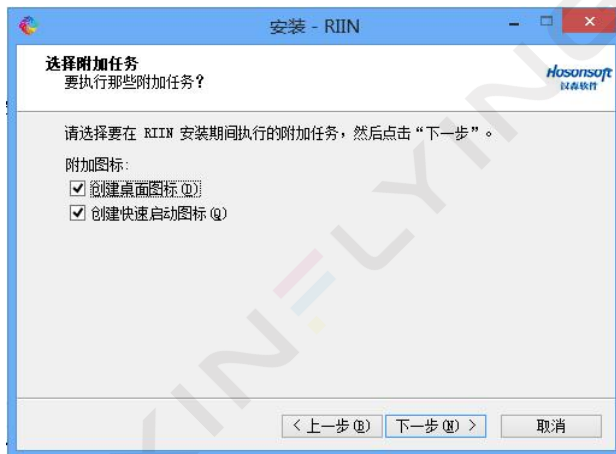 安装 - RIIN
选择附加任务
要执行那些附加任务?
Hosonsoft
汉森软件
请选择要在 RIIN 安装期间执行的附加任务，然后点击“下一步”。
附加图标:
创建桌面图标(D)
创建快速启动图标(Q)
< 上一步(B)
下一步(N) >
取消
YINFLYING